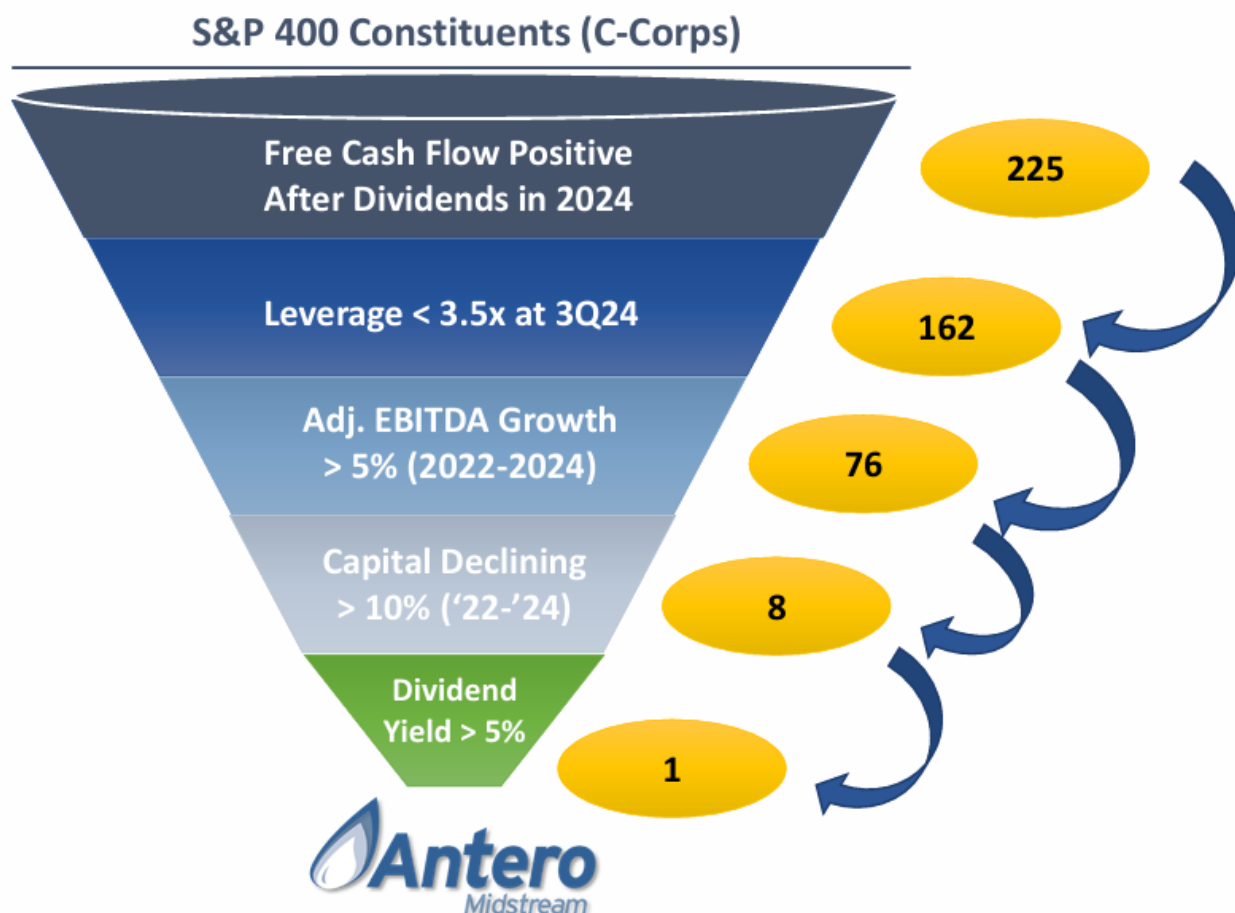 S&P 400 Constituents (C-Corps)
Free Cash Flow Positive
After Dividends in 2024
225
Leverage < 3.5x at 3Q24
162
Adj. EBITDA Growth
> 5% (2022-2024)
76
Capital Declining
> 10% (‘22-’24)
8
Dividend
Yield > 5%
1
Antero
Midstream